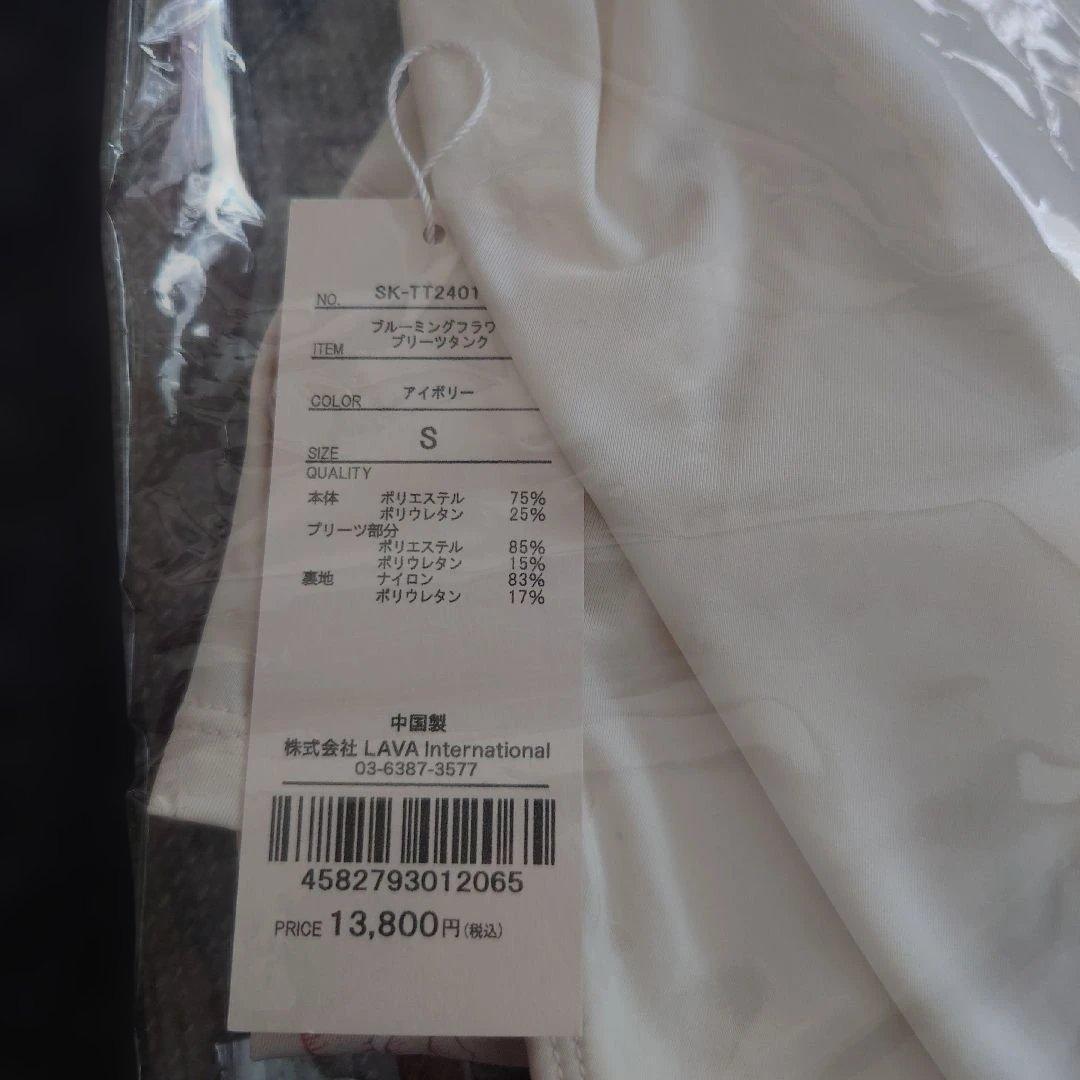 NO. SK-TT2401
ブルーミングフラワ
ITEM プリーツタンク
COLOR アイボリー
SIZE S
QUALITY
本体 ポリエステル 75%
ポリウレタン 25%
プリーツ部分
ポリエステル 85%
ポリウレタン 15%
裏地 ナイロン 83%
ポリウレタン 17%
中国製
株式会社 LAVA International
03-6387-3577
4582793012065
PRICE 13,800円(税込)